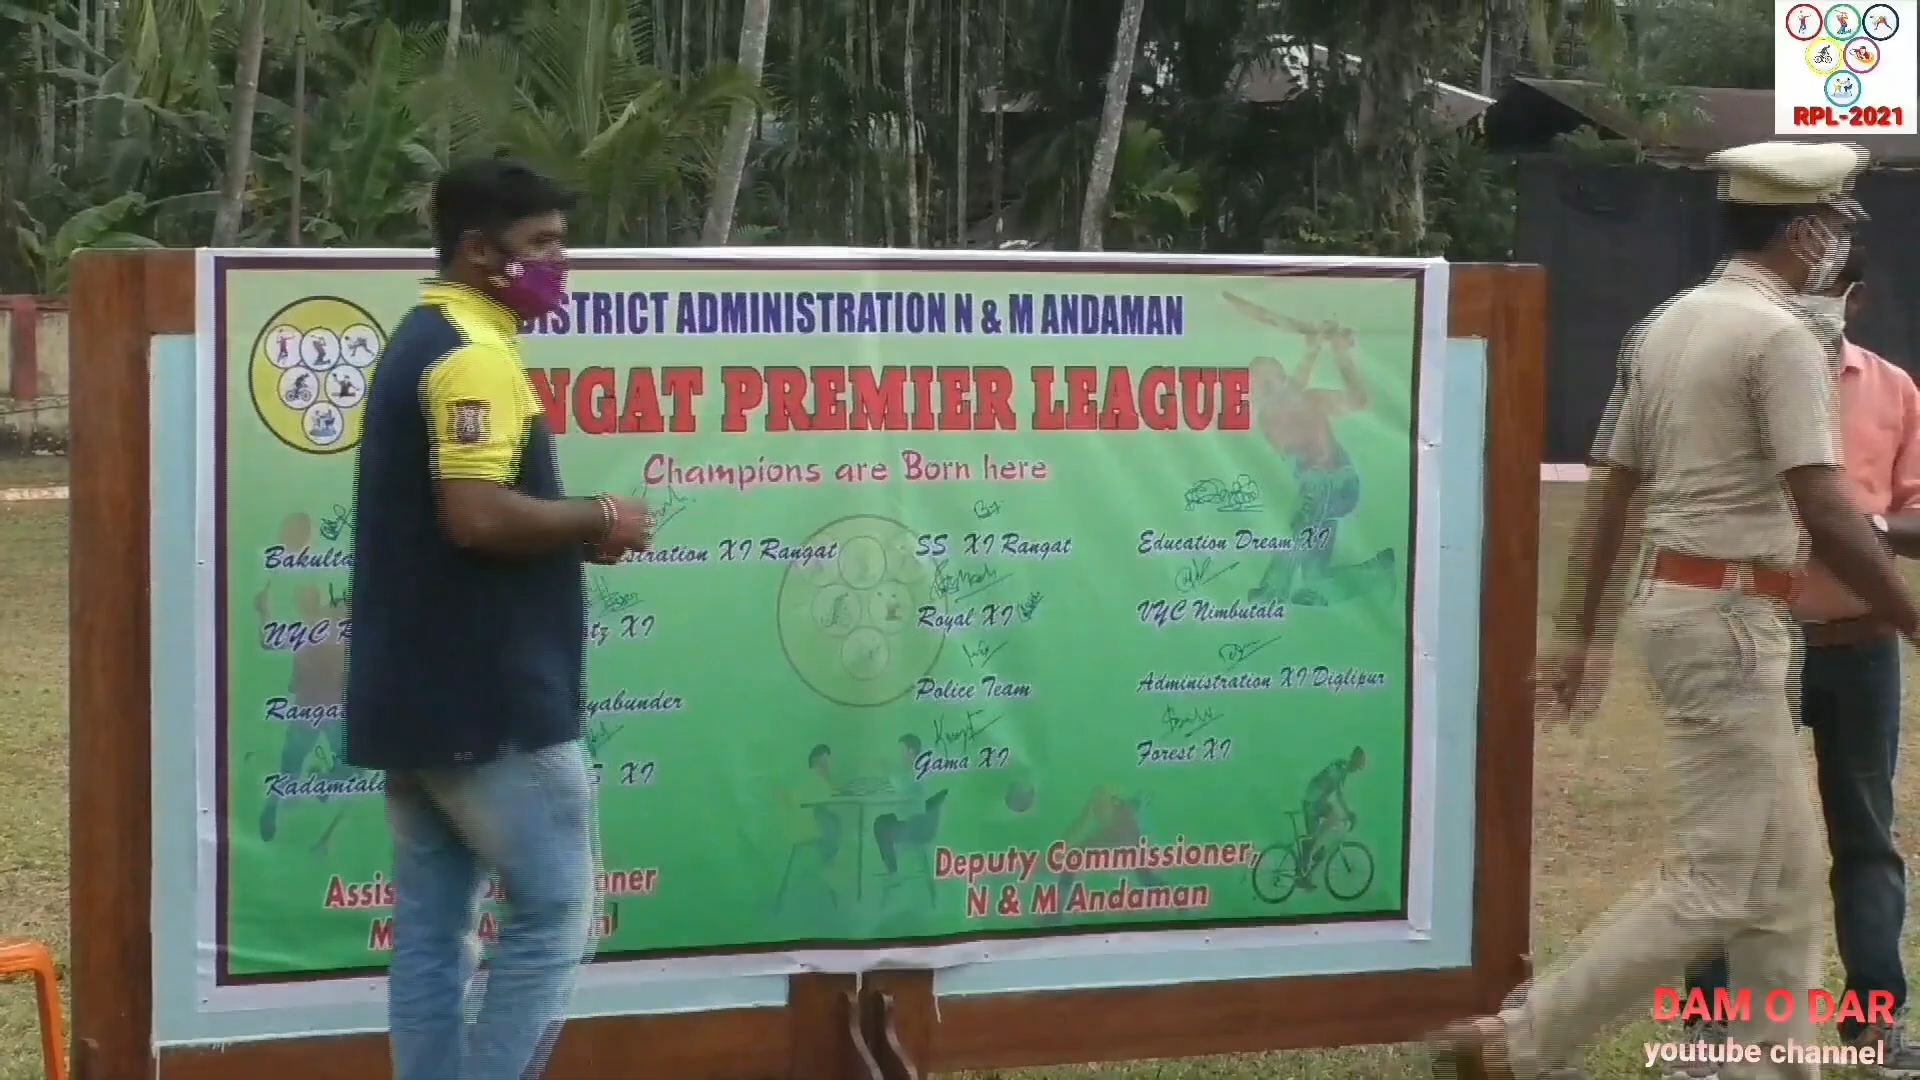 RPL-2021
DISTRICT ADMINISTRATION N & M ANDAMAN
NGAT PREMIER LEAGUE
Champions are Born here
Bakulta stration XI Rangat SS XI Rangat Education Dream XI
NYC R tz XI Royal XI VYC Nimbutala
Ranga yabunder Police Team Administration XI Diglipur
Kadamtala XI Gama XI Forest XI
Assis oner Deputy Commissioner,
M N & M Andaman
DAM O DAR
youtube channel